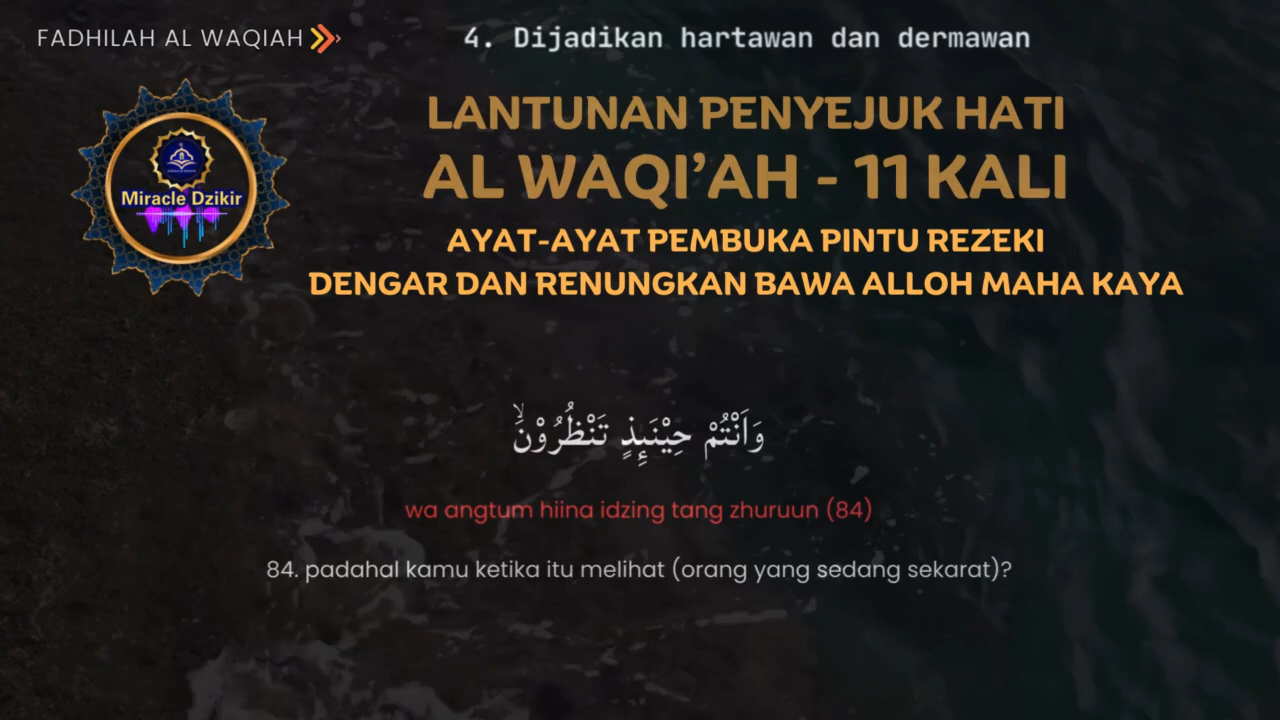 FADHILAH AL WAQIAH
4. Dijadikan hartawan dan dermawan
LANTUNAN PENYEJUK HATI
AL WAQI’AH - 11 KALI
AYAT-AYAT PEMBUKA PINTU REZEKI
DENGAR DAN RENUNGKAN BAWA ALLOH MAHA KAYA
Miracle Dzikir
وَاَنْتُمْ حِيْنَىِٕذٍ تَنْظُرُوْنَۙ
wa angtum hiina idzing tang zhuruun (84)
84. padahal kamu ketika itu melihat (orang yang sedang sekarat)?